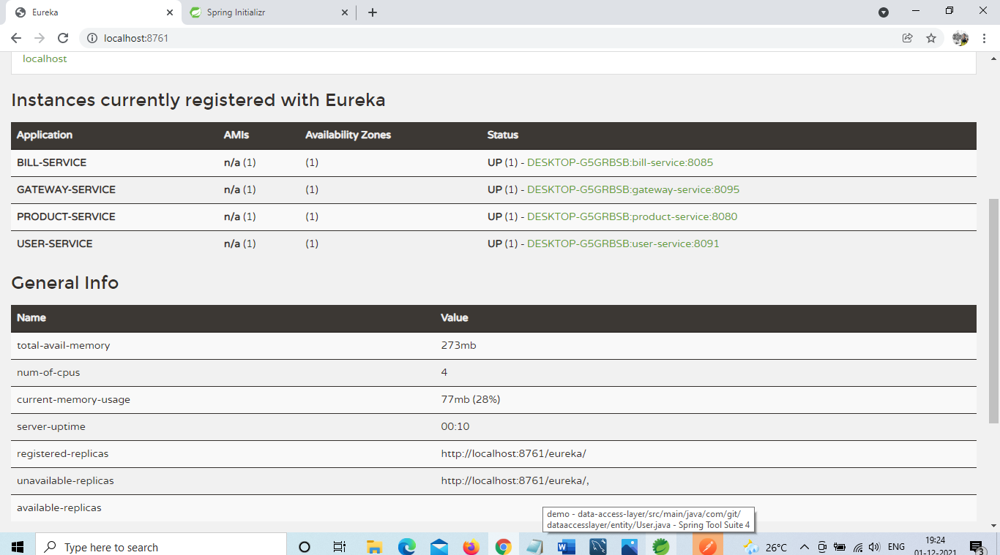 Eureka
Spring Initializr
localhost:8761
localhost
Instances currently registered with Eureka
Application AMIs Availability Zones Status
BILL-SERVICE n/a (1) (1) UP (1) - DESKTOP-G5GRBSB:bill-service:8085
GATEWAY-SERVICE n/a (1) (1) UP (1) - DESKTOP-G5GRBSB:gateway-service:8095
PRODUCT-SERVICE n/a (1) (1) UP (1) - DESKTOP-G5GRBSB:product-service:8080
USER-SERVICE n/a (1) (1) UP (1) - DESKTOP-G5GRBSB:user-service:8091
General Info
Name Value
total-avail-memory 273mb
num-of-cpus 4
current-memory-usage 77mb (28%)
server-uptime 00:10
registered-replicas http://localhost:8761/eureka/
unavailable-replicas http://localhost:8761/eureka/,
available-replicas
demo - data-access-layer/src/main/java/com/git/
dataaccesslayer/entity/User.java - Spring Tool Suite 4
Type here to search
26°C
ENG
19:24
01-12-2021
3